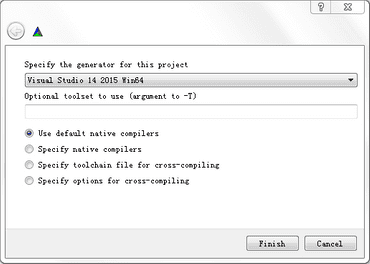 Specify the generator for this project
Visual Studio 14 2015 Win64
Optional toolset to use (argument to -T)
Use default native compilers
Specify native compilers
Specify toolchain file for cross-compiling
Specify options for cross-compiling
Finish
Cancel